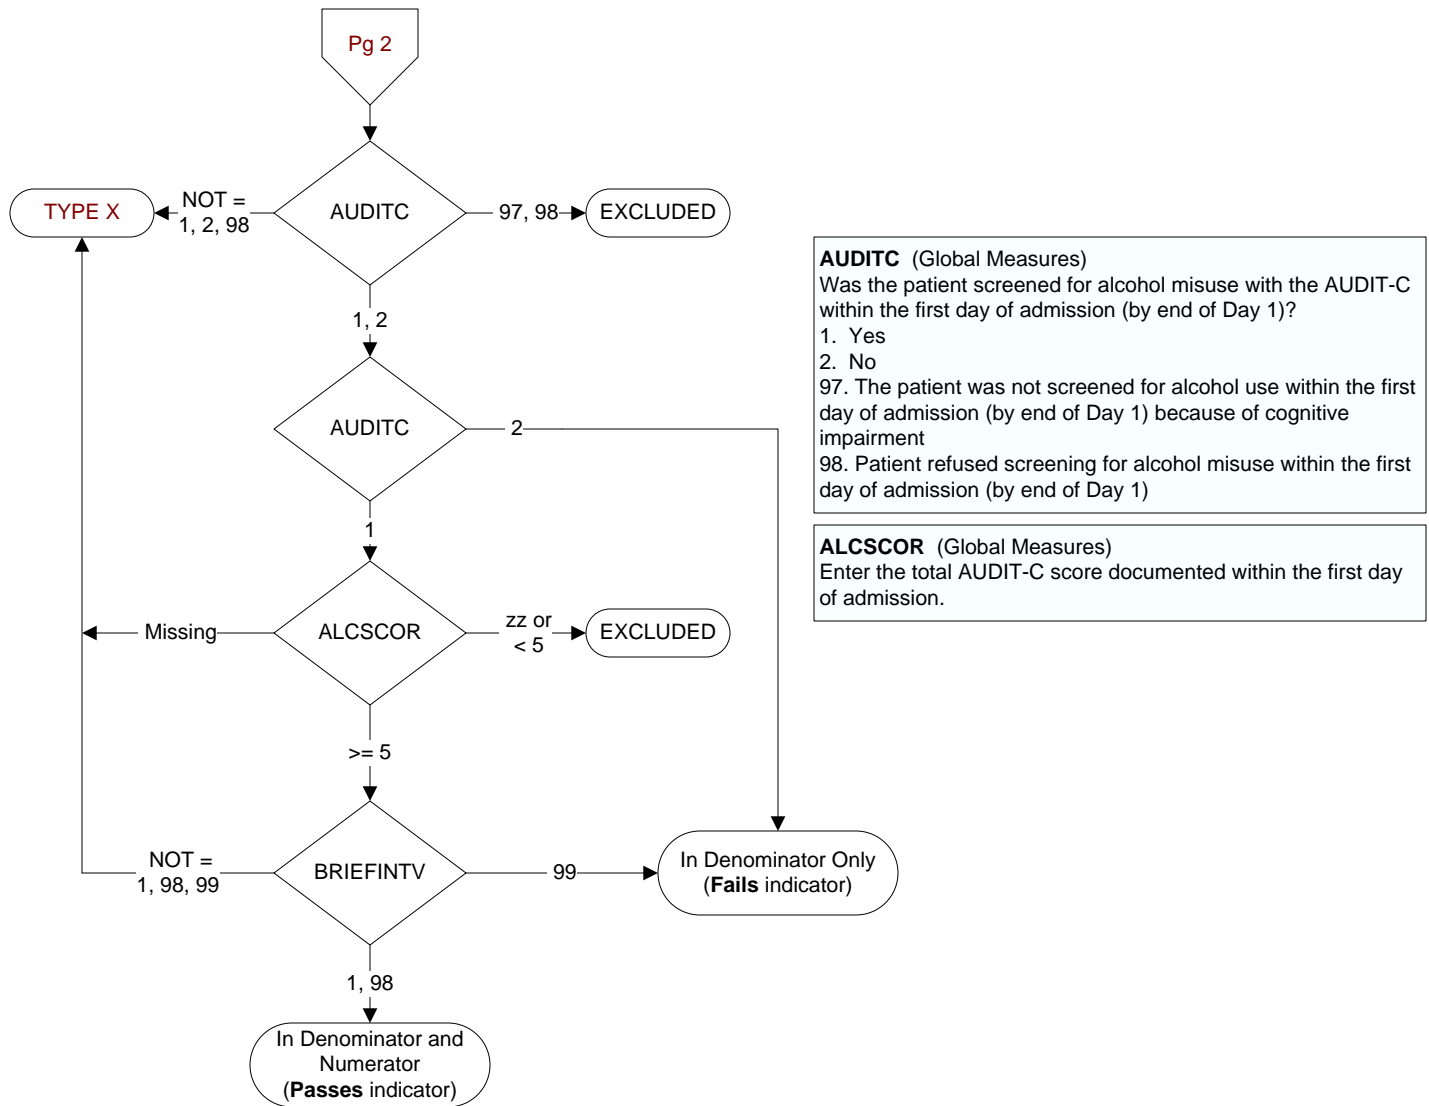 Pg 2
AUDITC
NOT =
1, 2, 98
TYPE X
97, 98
EXCLUDED
1, 2
AUDITC
2
1
ALCSCOR
Missing
zz or
< 5
EXCLUDED
>= 5
BRIEFINTV
NOT =
1, 98, 99
99
In Denominator Only
(Fails indicator)
1, 98
In Denominator and
Numerator
(Passes indicator)
AUDITC (Global Measures)
Was the patient screened for alcohol misuse with the AUDIT-C
within the first day of admission (by end of Day 1)?
1. Yes
2. No
97. The patient was not screened for alcohol use within the first
day of admission (by end of Day 1) because of cognitive
impairment
98. Patient refused screening for alcohol misuse within the first
day of admission (by end of Day 1)
ALCSCOR (Global Measures)
Enter the total AUDIT-C score documented within the first day
of admission.